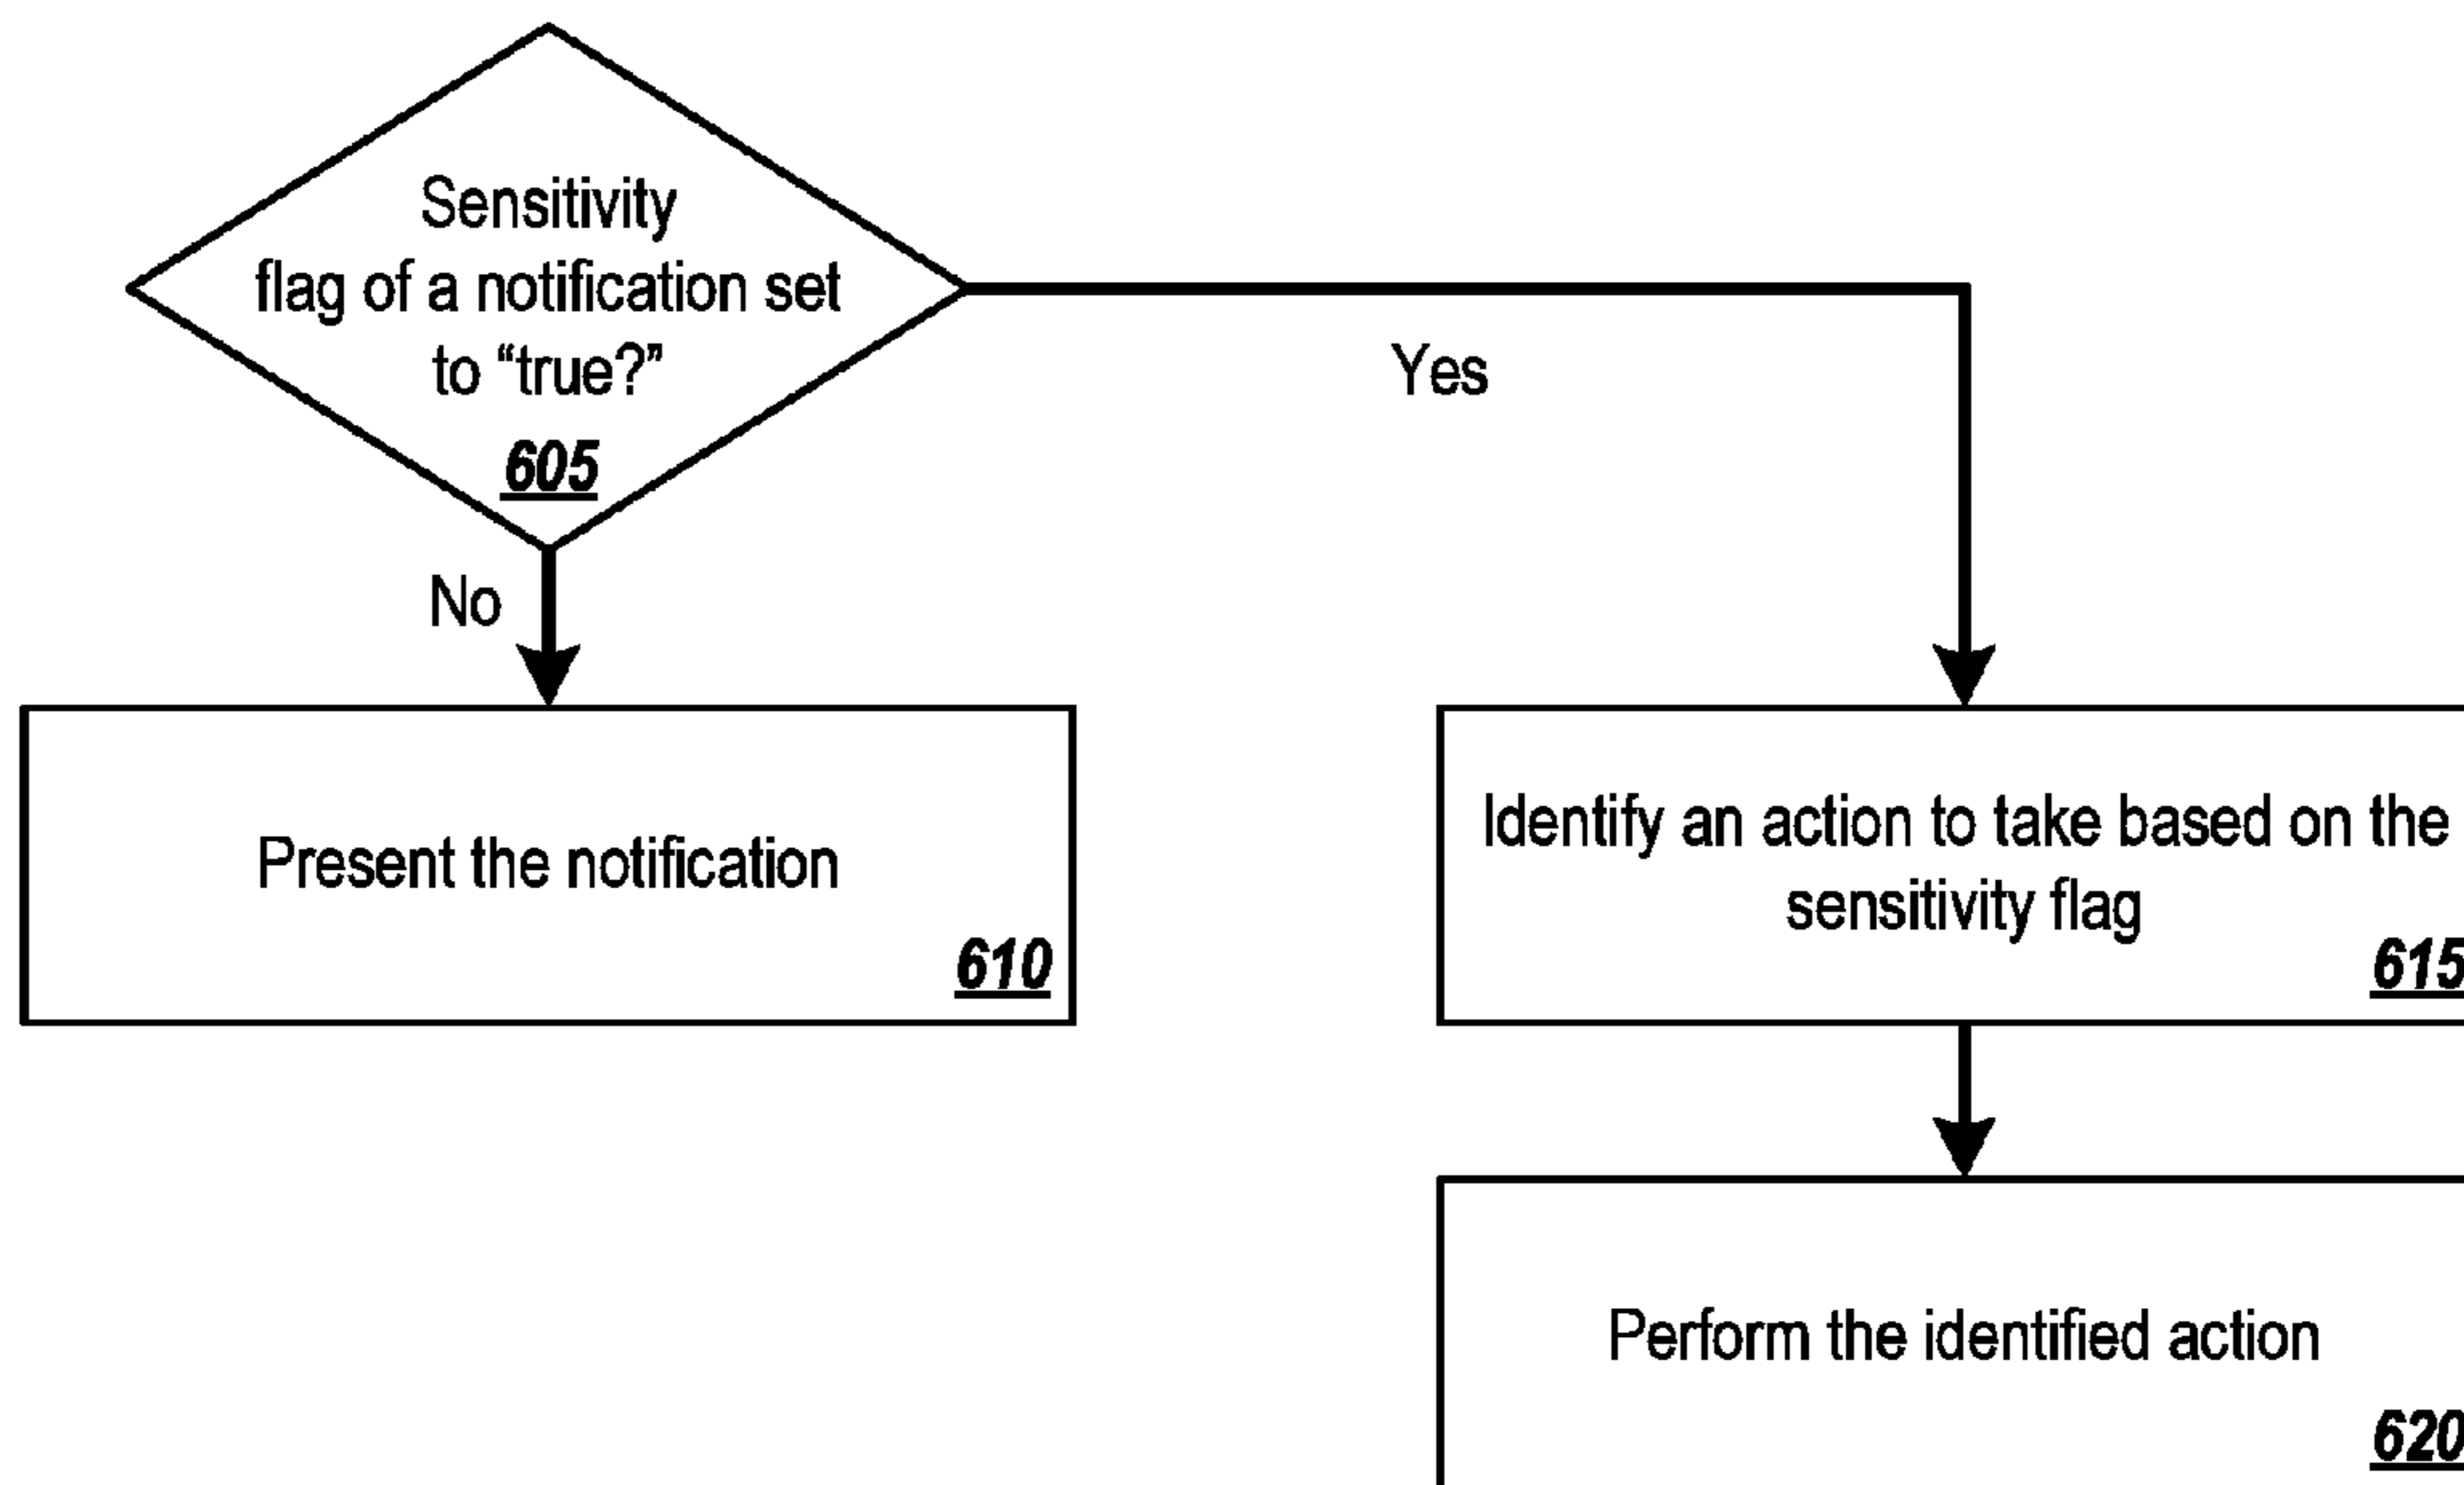 Sensitivity
flag of a notification set
to “true?”
605
Yes
No
Present the notification
610
Identify an action to take based on the
sensitivity flag
615
Perform the identified action
620